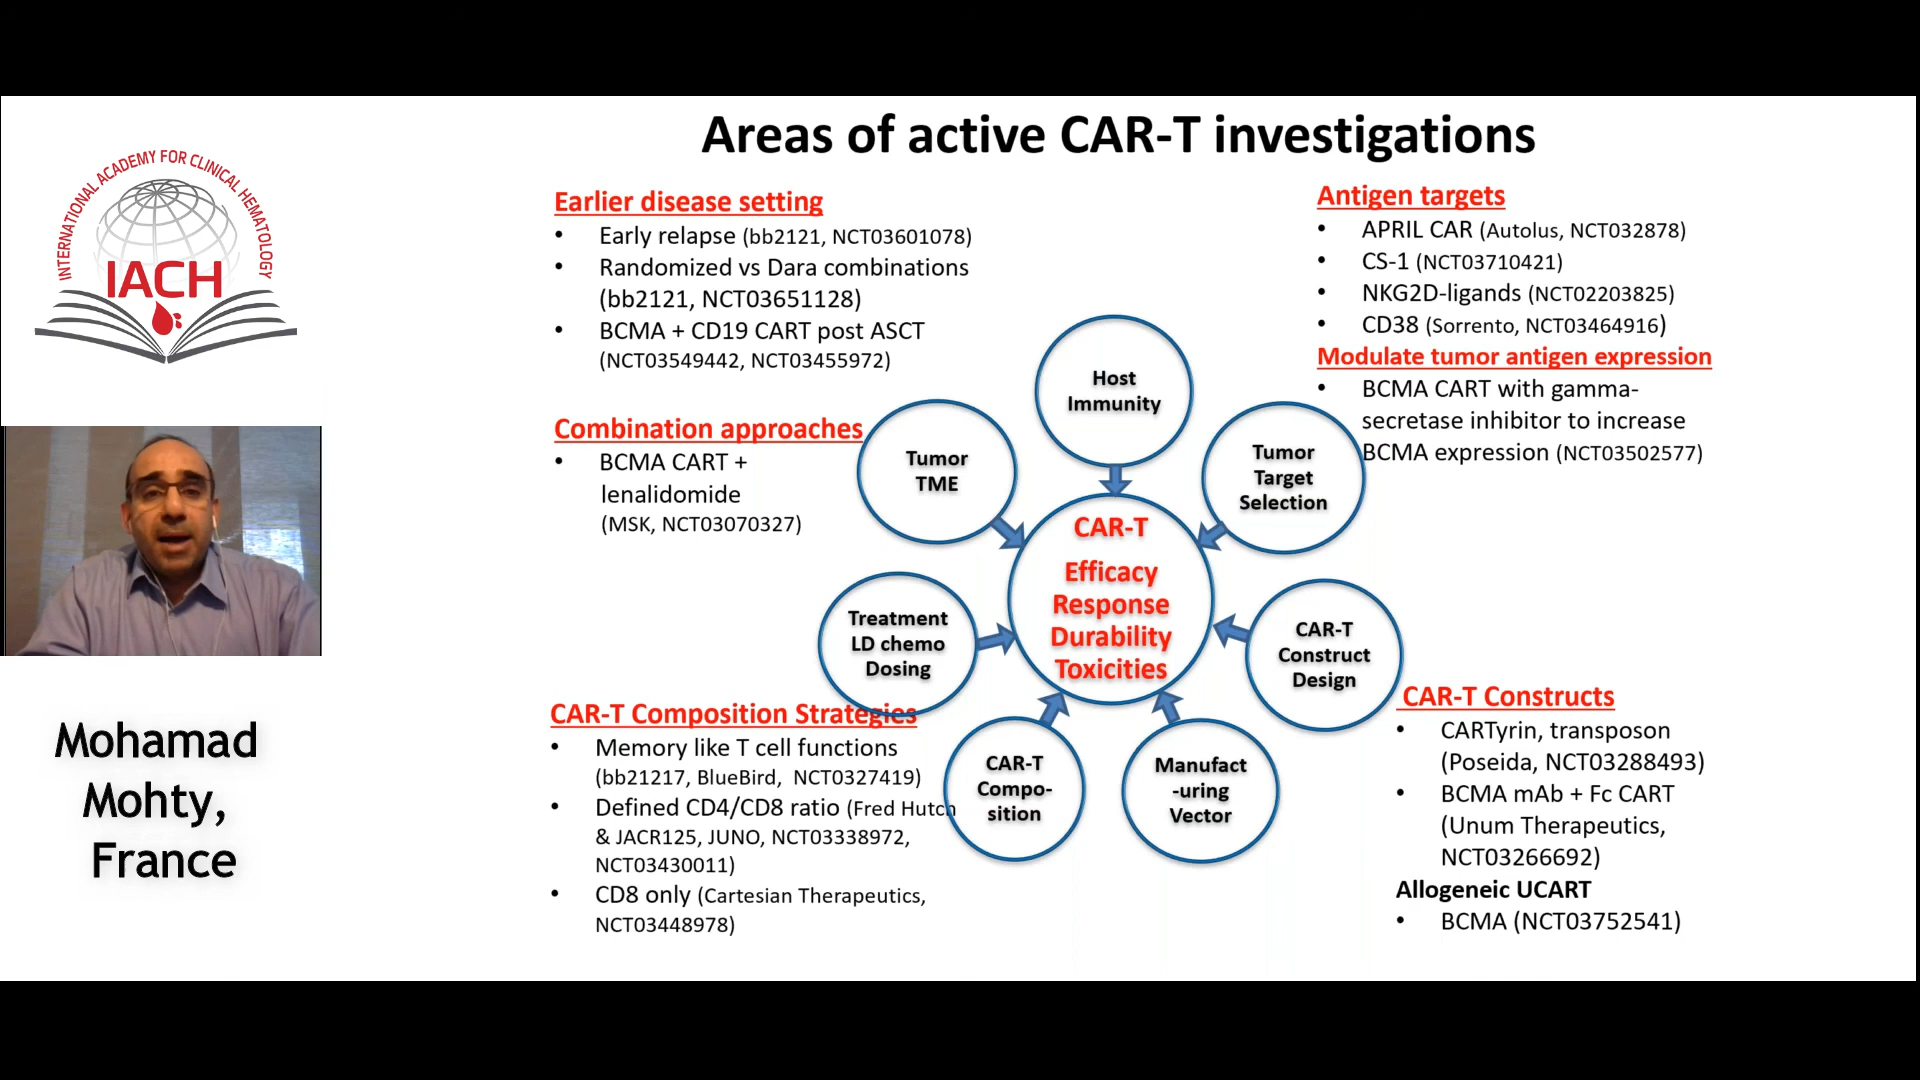 INTERNATIONAL ACADEMY FOR CLINICAL HEMATOLOGY
IACH
Mohamad
Mohty,
France
Areas of active CAR-T investigations
Earlier disease setting
• Early relapse (bb2121, NCT03601078)
• Randomized vs Dara combinations
(bb2121, NCT03651128)
• BCMA + CD19 CART post ASCT
(NCT03549442, NCT03455972)
Combination approaches
• BCMA CART +
lenalidomide
(MSK, NCT03070327)
CAR-T Composition Strategies
• Memory like T cell functions
(bb21217, BlueBird, NCT0327419)
• Defined CD4/CD8 ratio (Fred Hutch
& JACR125, JUNO, NCT03338972,
NCT03430011)
• CD8 only (Cartesian Therapeutics,
NCT03448978)
Host
Immunity
Tumor
TME
Tumor
Target
Selection
CAR-T
Efficacy
Response
Durability
Toxicities
Treatment
LD chemo
Dosing
CAR-T
Construct
Design
CAR-T
Compo-
sition
Manufact
-uring
Vector
Antigen targets
• APRIL CAR (Autolus, NCT032878)
• CS-1 (NCT03710421)
• NKG2D-ligands (NCT02203825)
• CD38 (Sorrento, NCT03464916)
Modulate tumor antigen expression
• BCMA CART with gamma-
secretase inhibitor to increase
BCMA expression (NCT03502577)
CAR-T Constructs
• CARTyrin, transposon
(Poseida, NCT03288493)
• BCMA mAb + Fc CART
(Unum Therapeutics,
NCT03266692)
Allogeneic UCART
• BCMA (NCT03752541)